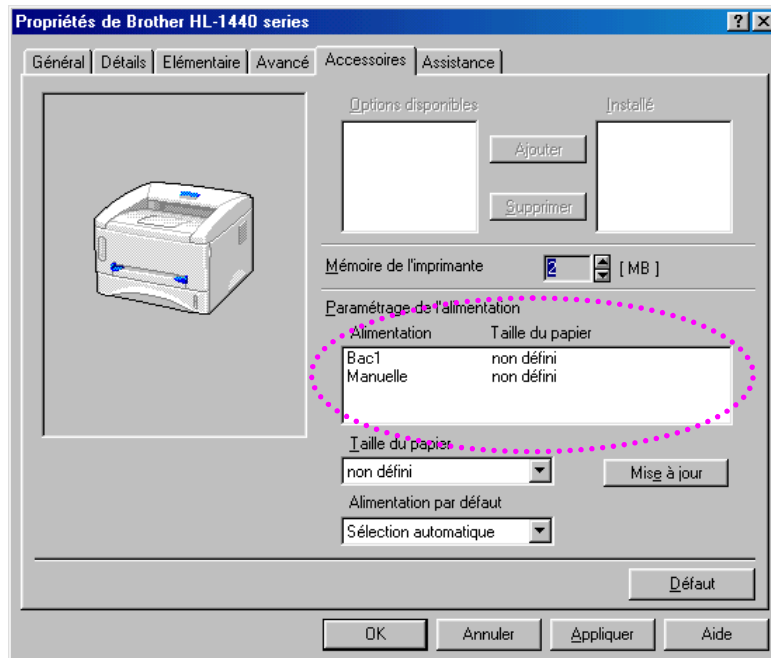 Propriétés de Brother HL-1440 series
Général Détails Elémentaire Avancé Accessoires Assistance
Options disponibles Installé
Ajouter
Supprimer
Mémoire de l'imprimante 2 [ MB ]
Paramétrage de l'alimentation
Alimentation Taille du papier
Bac1 non défini
Manuelle non défini
Taille du papier
non défini Mise à jour
Alimentation par défaut
Sélection automatique
Défaut
OK Annuler Appliquer Aide